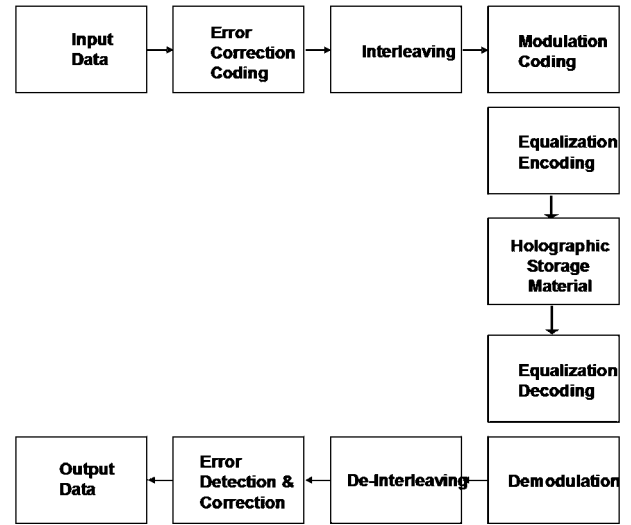 Input
Data
Error
Correction
Coding
Interleaving
Modulation
Coding
Equalization
Encoding
Holographic
Storage
Material
Equalization
Decoding
Output
Data
Error
Detection &
Correction
De-Interleaving
Demodulation